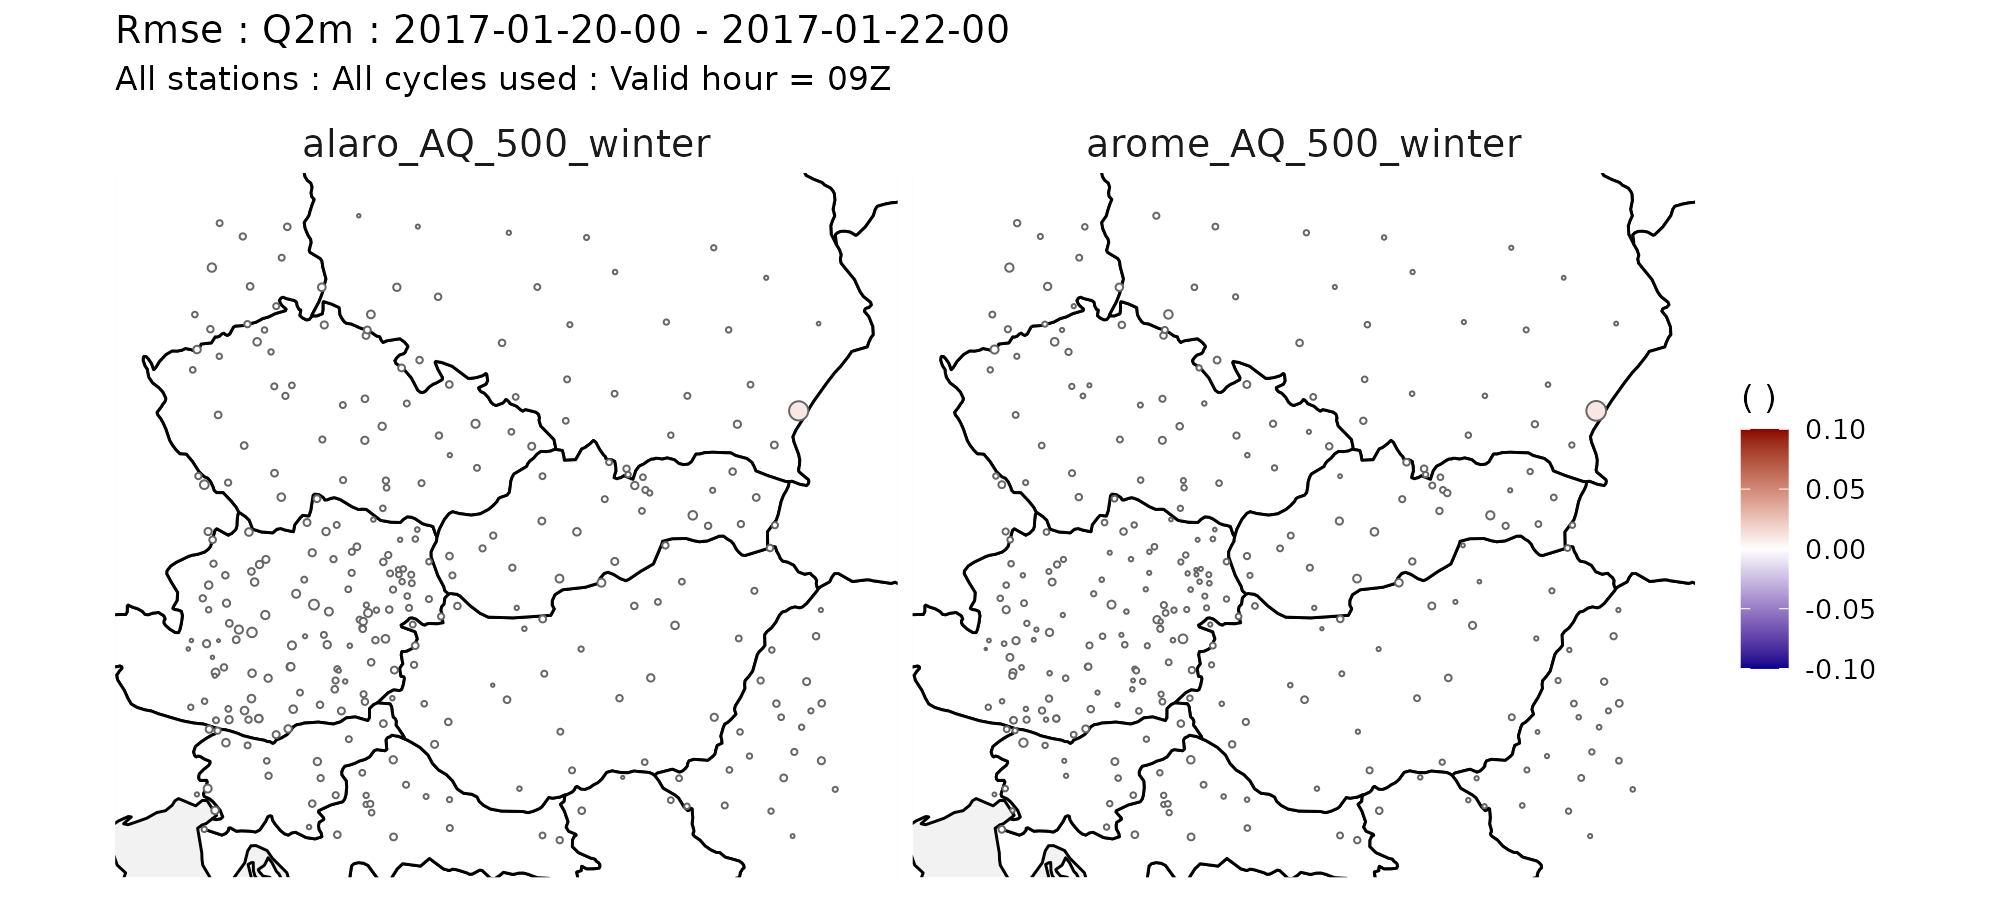 Rmse : Q2m : 2017-01-20-00 - 2017-01-22-00
All stations : All cycles used : Valid hour = 09Z
alaro_AQ_500_winter
arome_AQ_500_winter
( )
0.10
0.05
0.00
-0.05
-0.10